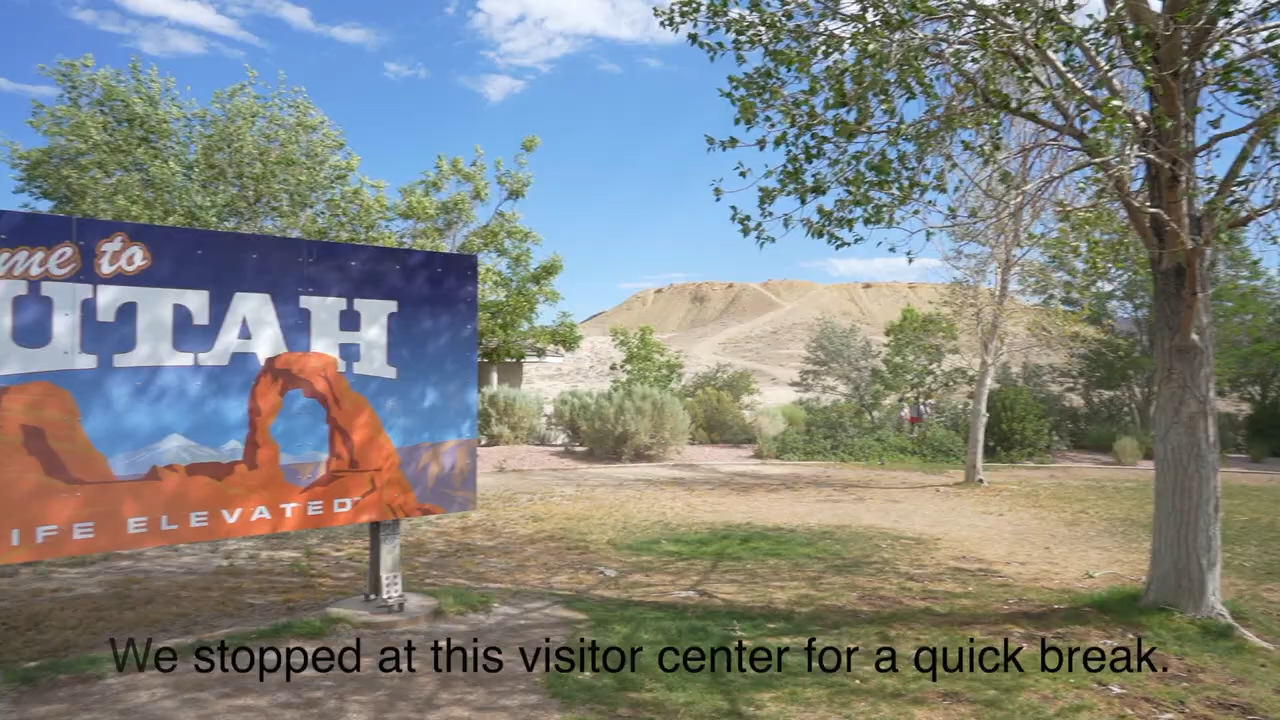 me to
UTAH
IFE ELEVATED
We stopped at this visitor center for a quick break.